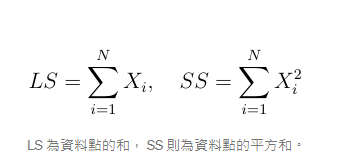 LS = \sum_{i=1}^{N} X_i, \quad SS = \sum_{i=1}^{N} X_i^2
LS 為資料點的和， SS 則為資料點的平方和。